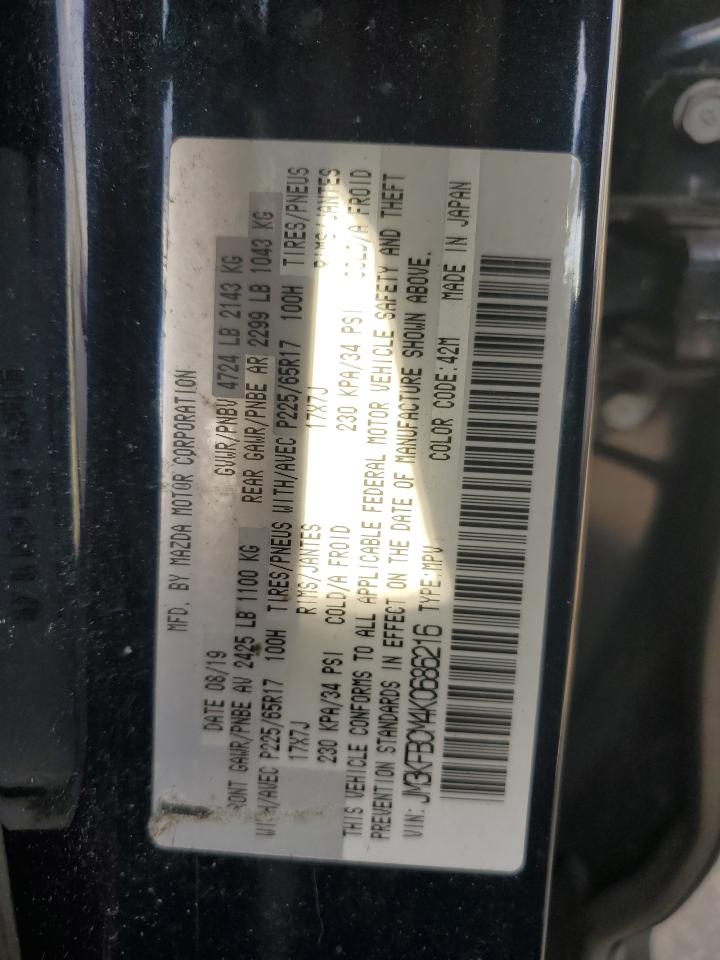 MFD. BY MAZDA MOTOR CORPORATION
DATE 08/19 GVWR/PNBV 4724 LB 2143 KG
FRONT GAWR/PNBE AV 2425 LB 1100 KG REAR GAWR/PNBE AR 2299 LB 1043 KG
WITH/AVEC P225/65R17 100H TIRES/PNEUS WITH/AVEC P225/65R17 100H TIRES/PNEUS
17X7J RIMS/JANTES 17X7J RIMS/JANTES
230 KPA/34 PSI COLD/A FROID 230 KPA/34 PSI COLD/A FROID
THIS VEHICLE CONFORMS TO ALL APPLICABLE FEDERAL MOTOR VEHICLE SAFETY AND THEFT
PREVENTION STANDARDS IN EFFECT ON THE DATE OF MANUFACTURE SHOWN ABOVE.
VIN: JM3KFBCM4K0686216 TYPE:MPV COLOR CODE:42M MADE IN JAPAN